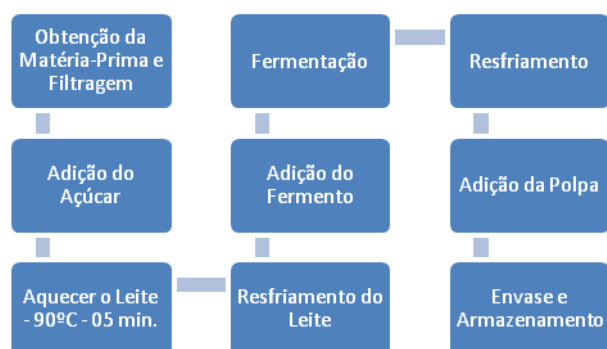 Obtenção da
Matéria-Prima e
Filtragem
Adição do
Açúcar
Aquecer o Leite
- 90ºC - 05 min.
Resfriamento do
Leite
Adição do
Fermento
Fermentação
Resfriamento
Adição da Polpa
Envase e
Armazenamento